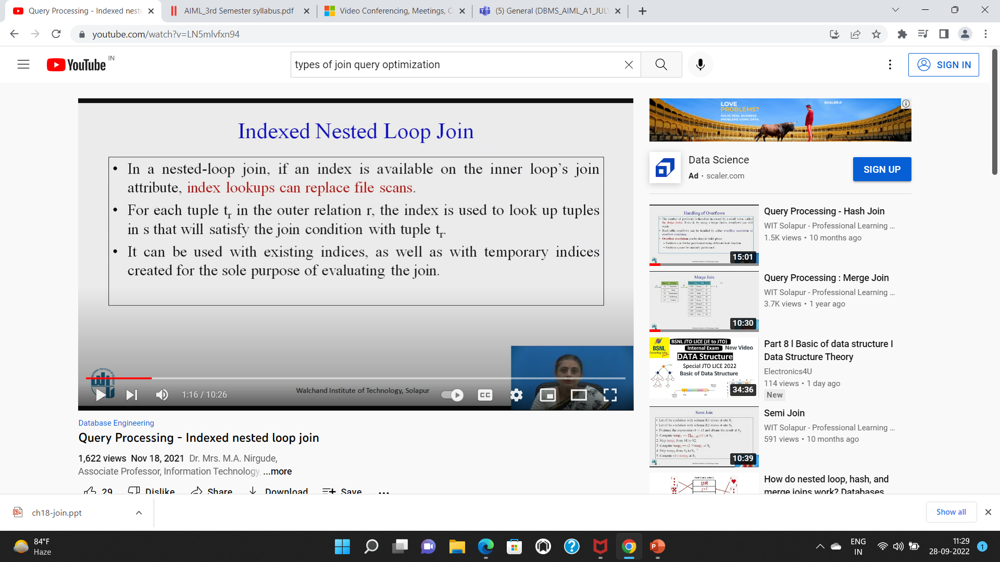 Query Processing - Indexed neste
AIML_3rd Semester syllabus.pdf
Video Conferencing, Meetings, C
(5) General (DBMS_AIML_A1_JULY
youtube.com/watch?v=LN5mlvfxn94
YouTube IN
types of join query optimization
SIGN IN
Indexed Nested Loop Join
• In a nested-loop join, if an index is available on the inner loop's join
attribute, index lookups can replace file scans.
• For each tuple tr in the outer relation r, the index is used to look up tuples
in s that will satisfy the join condition with tuple tr.
• It can be used with existing indices, as well as with temporary indices
created for the sole purpose of evaluating the join.
Walchand Institute of Technology, Solapur
1:16 / 10:26
CC
Database Engineering
Query Processing - Indexed nested loop join
1,622 views Nov 18, 2021 Dr. Mrs. M.A. Nirgude,
Associate Professor, Information Technology, ...more
29 Dislike Share Download Save
LOVE
PROBLEMS?
SOLVE REAL BUSINESS
PROBLEMS USING DATA.
SCALER
Data Science
Ad · scaler.com
SIGN UP
Handling of Overflows
15:01
Query Processing - Hash Join
WIT Solapur - Professional Learning ...
1.5K views • 10 months ago
Merge Join
10:30
Query Processing : Merge Join
WIT Solapur - Professional Learning ...
3.7K views • 1 year ago
BSNL
BSNL JTO LICE (JE to JTO)
Internal Exam New Video
DATA Structure
Special JTO LICE 2022
Basic of Data Structure
34:36
Part 8 l Basic of data structure I
Data Structure Theory
Electronics4U
114 views • 1 day ago
New
Semi Join
10:39
Semi Join
WIT Solapur - Professional Learning ...
591 views • 10 months ago
How do nested loop, hash, and
merge joins work? Databases
ch18-join.ppt
Show all
84°F
Haze
ENG
IN
11:29
28-09-2022
1